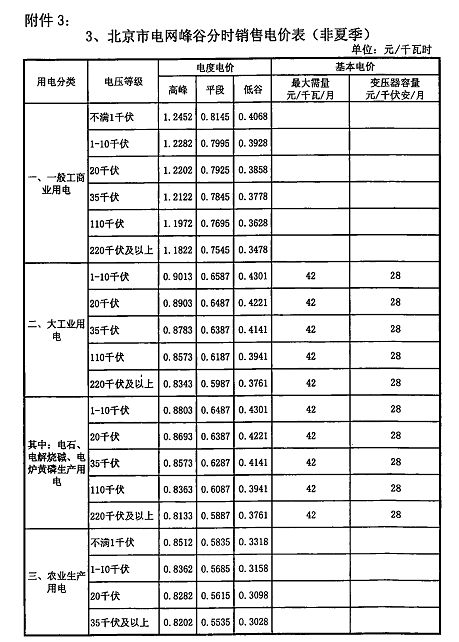 附件3：
3、北京市电网峰谷分时销售电价表（非夏季）
单位：元/千瓦时
用电分类 电压等级 电度电价 基本电价
高峰 平段 低谷 最大需量 元/千瓦/月 变压器容量 元/千伏安/月
一、一般工商业用电
不满1千伏 1.2452 0.8145 0.4068
1-10千伏 1.2282 0.7995 0.3928
20千伏 1.2202 0.7925 0.3858
35千伏 1.2122 0.7845 0.3778
110千伏 1.1972 0.7695 0.3628
220千伏及以上 1.1822 0.7545 0.3478
二、大工业用电
1-10千伏 0.9013 0.6587 0.4301 42 28
20千伏 0.8903 0.6487 0.4221 42 28
35千伏 0.8783 0.6387 0.4141 42 28
110千伏 0.8573 0.6187 0.3941 42 28
220千伏及以上 0.8343 0.5987 0.3761 42 28
其中：电石、电解烧碱、电炉黄磷生产用电
1-10千伏 0.8803 0.6487 0.4301 42 28
20千伏 0.8693 0.6387 0.4221 42 28
35千伏 0.8573 0.6287 0.4141 42 28
110千伏 0.8363 0.6087 0.3941 42 28
220千伏及以上 0.8133 0.5887 0.3761 42 28
三、农业生产用电
不满1千伏 0.8512 0.5835 0.3318
1-10千伏 0.8362 0.5685 0.3158
20千伏 0.8282 0.5615 0.3098
35千伏及以上 0.8202 0.5535 0.3028